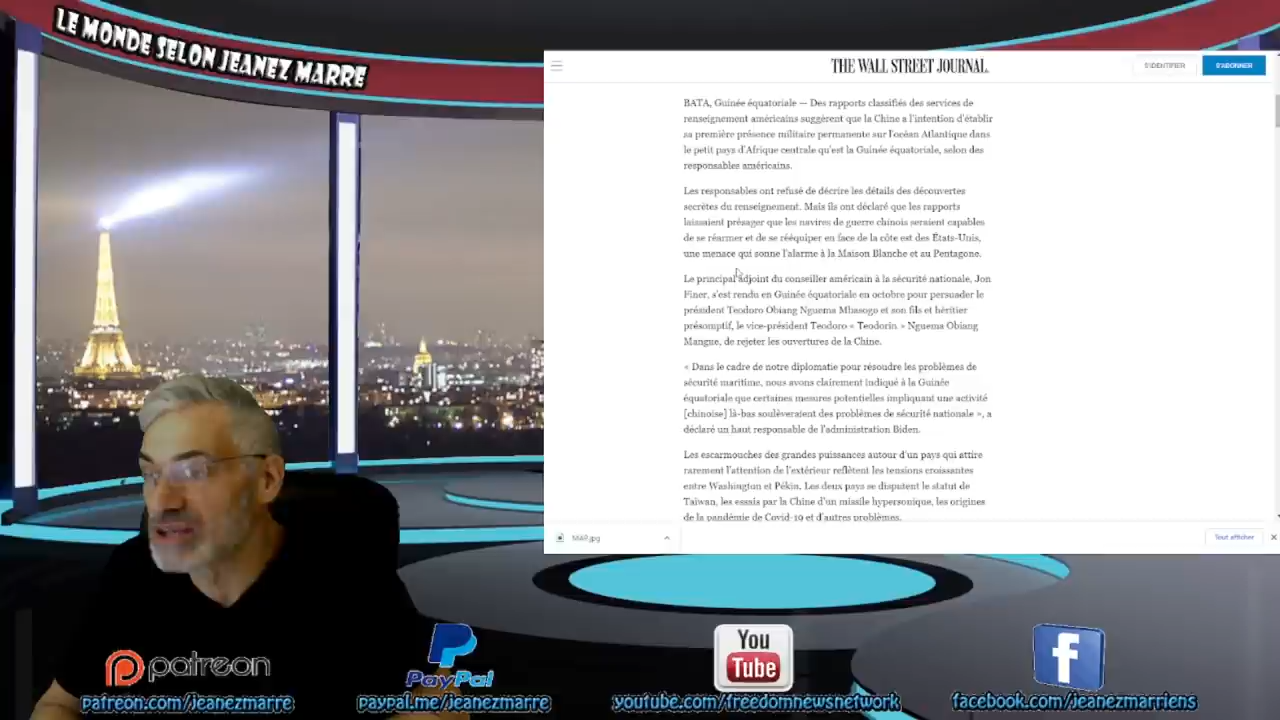 LE MONDE SELON JEANEZ MARRE
THE WALL STREET JOURNAL.
S'IDENTIFIER
S'ABONNER
BATA, Guinée équatoriale — Des rapports classifiés des services de
renseignement américains suggèrent que la Chine a l'intention d'établir
sa première présence militaire permanente sur l'océan Atlantique dans
le petit pays d'Afrique centrale qu'est la Guinée équatoriale, selon des
responsables américains.
Les responsables ont refusé de décrire les détails des découvertes
secrètes du renseignement. Mais ils ont déclaré que les rapports
laissaient présager que les navires de guerre chinois seraient capables
de se réarmer et de se rééquiper en face de la côte est des États-Unis,
une menace qui sonne l'alarme à la Maison Blanche et au Pentagone.
Le principal adjoint du conseiller américain à la sécurité nationale, Jon
Finer, s'est rendu en Guinée équatoriale en octobre pour persuader le
président Teodoro Obiang Nguema Mbasogo et son fils et héritier
présomptif, le vice-président Teodoro « Teodorin » Nguema Obiang
Mangue, de rejeter les ouvertures de la Chine.
« Dans le cadre de notre diplomatie pour résoudre les problèmes de
sécurité maritime, nous avons clairement indiqué à la Guinée
équatoriale que certaines mesures potentielles impliquant une activité
[chinoise] là-bas soulèveraient des problèmes de sécurité nationale », a
déclaré un haut responsable de l'administration Biden.
Les escarmouches des grandes puissances autour d'un pays qui attire
rarement l'attention de l'extérieur reflètent les tensions croissantes
entre Washington et Pékin. Les deux pays se disputent le statut de
Taïwan, les essais par la Chine d'un missile hypersonique, les origines
de la pandémie de Covid-19 et d'autres problèmes.
Tout afficher
patreon
PayPal
You
Tube
f
patreon.com/jeanezmarre
paypal.me/jeanezmarre
youtube.com/freedomnewsnetwork
facebook.com/jeanezmarriens